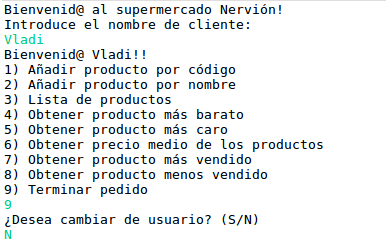 Bienvenid@ al supermercado Nervión!
Introduce el nombre de cliente:
Vladi
Bienvenid@ Vladi!!
1) Añadir producto por código
2) Añadir producto por nombre
3) Lista de productos
4) Obtener producto más barato
5) Obtener producto más caro
6) Obtener precio medio de los productos
7) Obtener producto más vendido
8) Obtener producto menos vendido
9) Terminar pedido
9
¿Desea cambiar de usuario? (S/N)
N